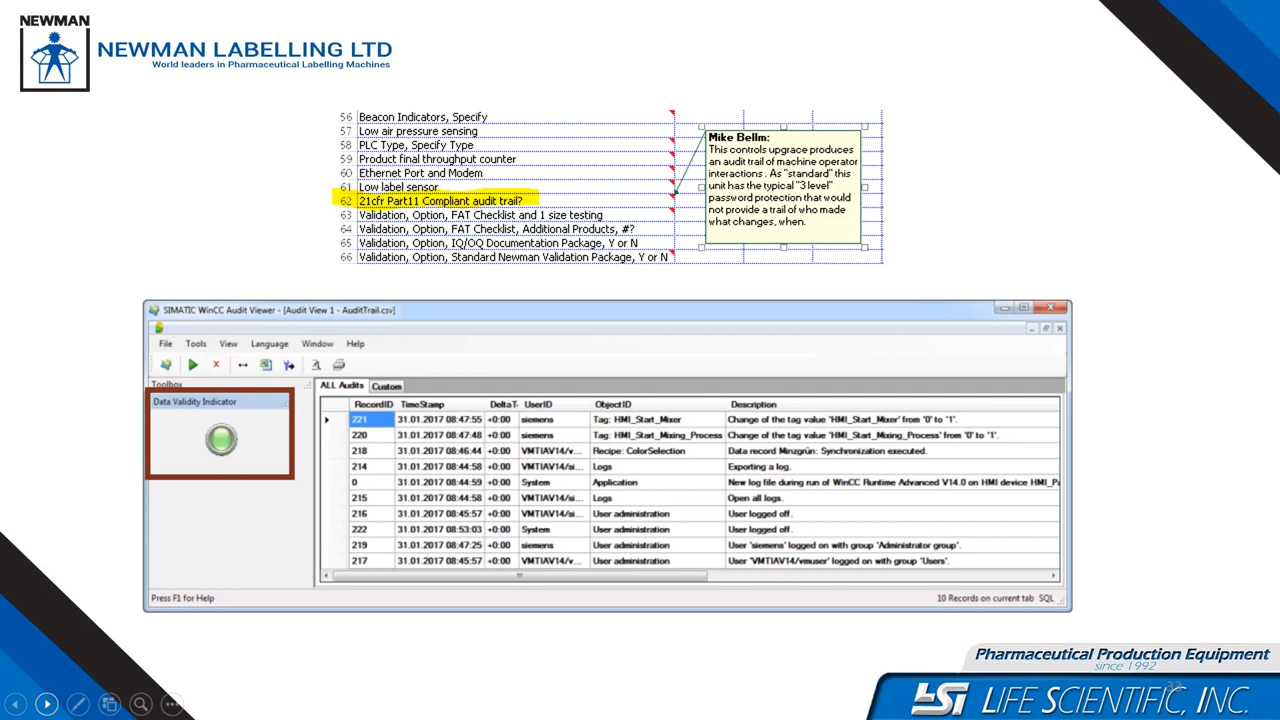 NEWMAN
NEWMAN LABELLING LTD
World leaders in Pharmaceutical Labelling Machines
56 Beacon Indicators, Specify
57 Low air pressure sensing
58 PLC Type, Specify Type
59 Product final throughput counter
60 Ethernet Port and Modem
61 Low label sensor
62 21cfr Part11 Compliant audit trail?
63 Validation, Option, FAT Checklist and 1 size testing
64 Validation, Option, FAT Checklist, Additional Products, #?
65 Validation, Option, IQ/OQ Documentation Package, Y or N
66 Validation, Option, Standard Newman Validation Package, Y or N
Mike Bellm:
This controls upgrace produces
an audit trail of machine operator
interactions . As "standard" this
unit has the typical "3 level"
password protection that would
not provide a trail of who made
what changes, when.
SIMATIC WinCC Audit Viewer - [Audit View 1 - AuditTrail.csv]
File Tools View Language Window Help
Toolbox
Data Validity Indicator
ALL Audits Custom
RecordID TimeStamp DeltaT- UserID ObjectID Description
221 31.01.2017 08:47:55 +0:00 siemens Tag: HMI_Start_Mixer Change of the tag value 'HMI_Start_Mixer' from '0' to '1'.
220 31.01.2017 08:47:48 +0:00 siemens Tag: HMI_Start_Mixing_Process Change of the tag value 'HMI_Start_Mixing_Process' from '0' to '1'.
218 31.01.2017 08:46:44 +0:00 VMTIAV14/v... Recipe: ColorSelection Data record Minzgrün: Synchronization executed.
214 31.01.2017 08:44:58 +0:00 VMTIAV14/si... Logs Exporting a log.
0 31.01.2017 08:44:59 +0:00 System Application New log file during run of WinCC Runtime Advanced V14.0 on HMI device HMI_Pa
215 31.01.2017 08:44:58 +0:00 VMTIAV14/si... Logs Open all logs.
216 31.01.2017 08:45:57 +0:00 VMTIAV14/si... User administration User logged off.
222 31.01.2017 08:53:03 +0:00 System User administration User logged off.
219 31.01.2017 08:47:25 +0:00 siemens User administration User 'siemens' logged on with group 'Administrator group'.
217 31.01.2017 08:45:57 +0:00 VMTIAV14/v... User administration User 'VMTIAV14/vmuser' logged on with group 'Users'.
Press F1 for Help 10 Records on current tab SQL
Pharmaceutical Production Equipment
since 1992
33
LSI LIFE SCIENTIFIC, INC.